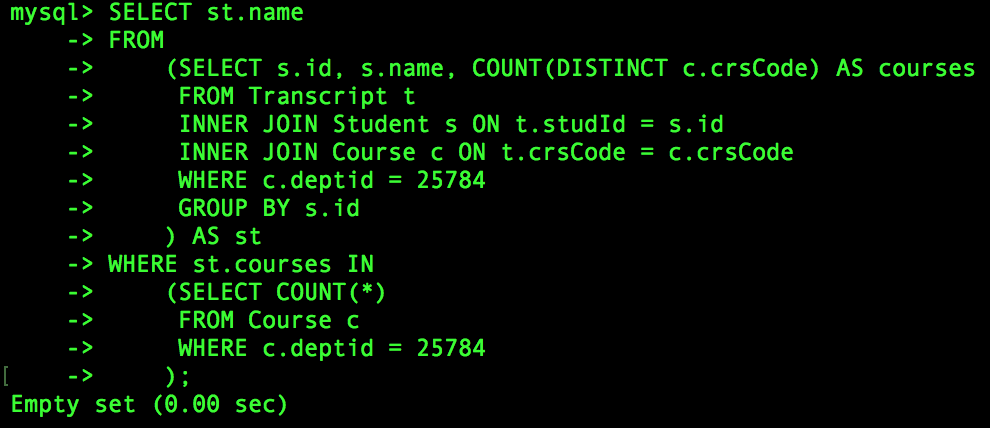 mysql> SELECT st.name
    -> FROM
    ->     (SELECT s.id, s.name, COUNT(DISTINCT c.crsCode) AS courses
    ->      FROM Transcript t
    ->      INNER JOIN Student s ON t.studId = s.id
    ->      INNER JOIN Course c ON t.crsCode = c.crsCode
    ->      WHERE c.deptid = 25784
    ->      GROUP BY s.id
    ->     ) AS st
    -> WHERE st.courses IN
    ->     (SELECT COUNT(*)
    ->      FROM Course c
    ->      WHERE c.deptid = 25784
[   ->     );
Empty set (0.00 sec)